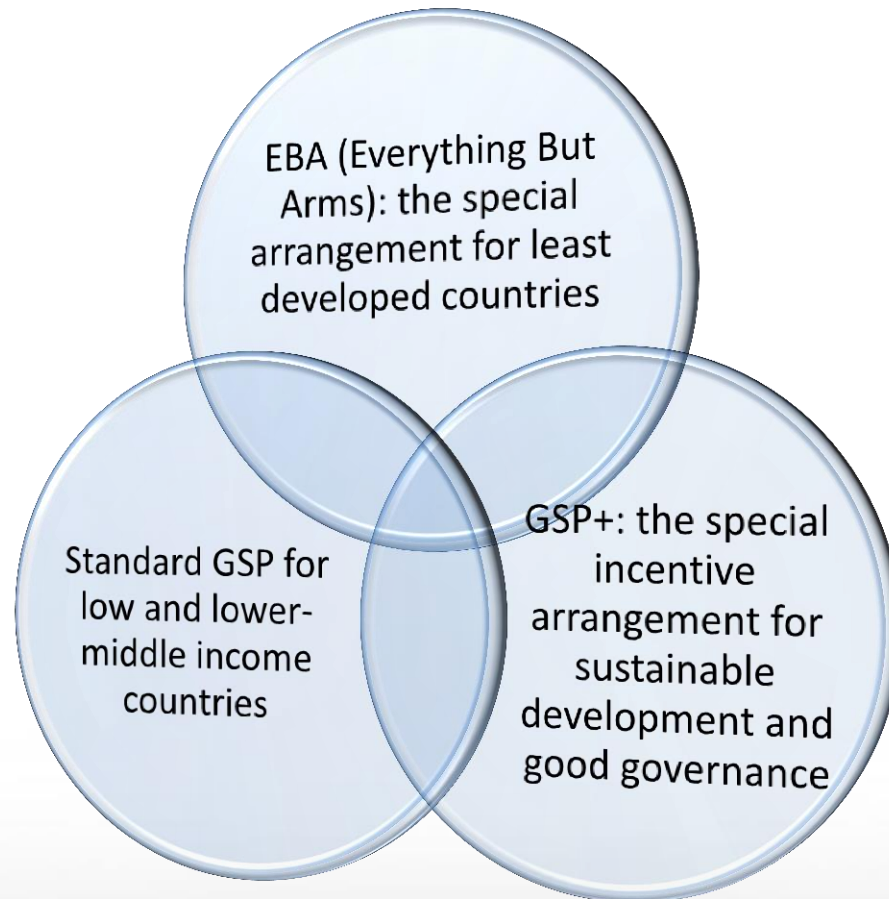 EBA (Everything But
Arms): the special
arrangement for least
developed countries
Standard GSP for
low and lower-
middle income
countries
GSP+: the special
incentive
arrangement for
sustainable
development and
good governance